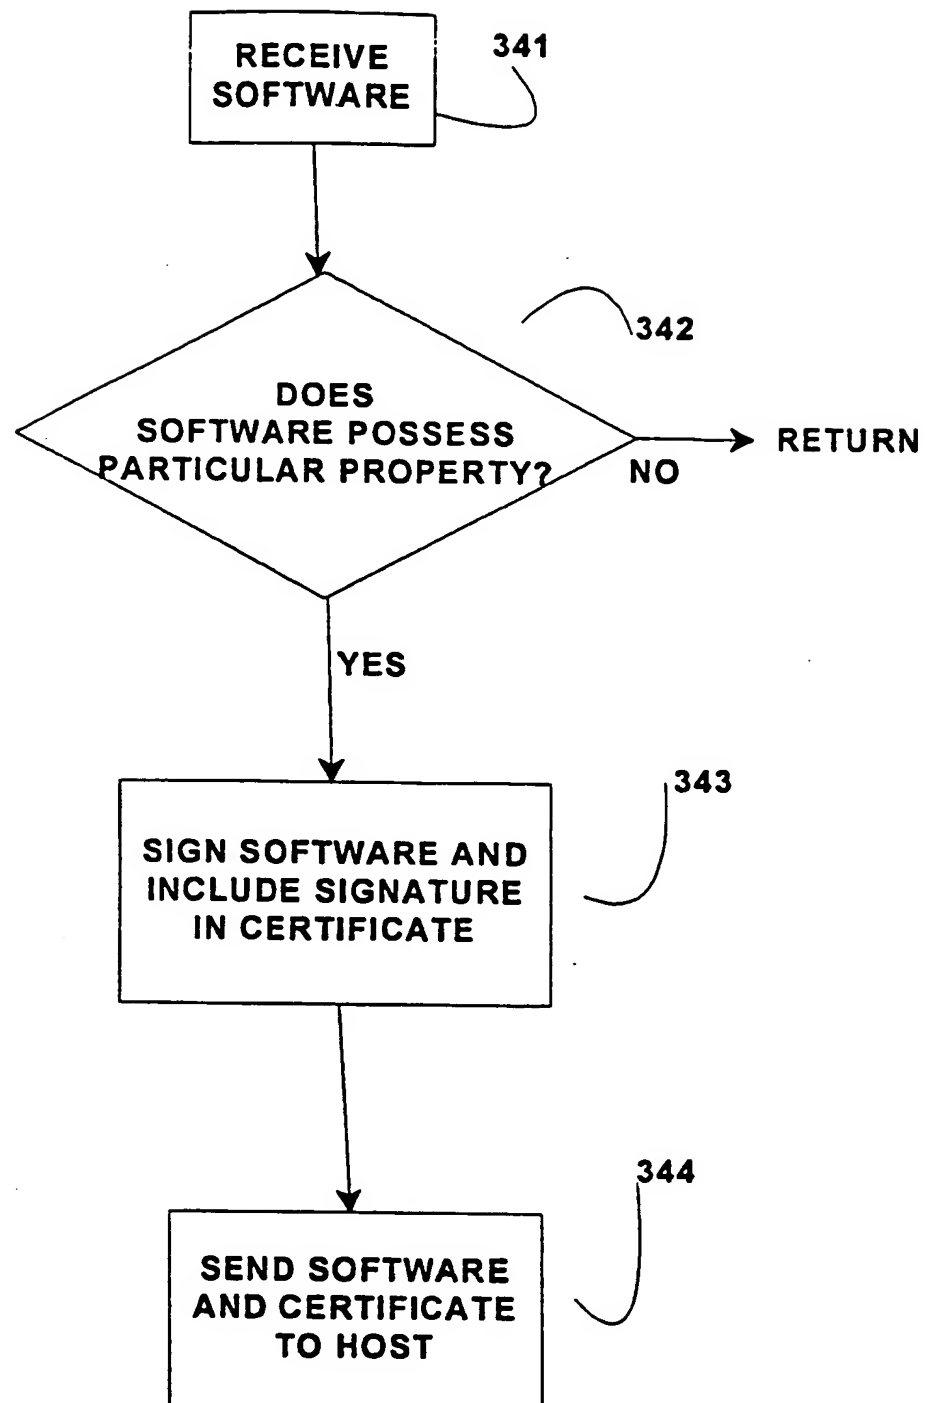 RECEIVE
SOFTWARE
341
342
DOES
SOFTWARE POSSESS
PARTICULAR PROPERTY?
RETURN
NO
YES
343
SIGN SOFTWARE AND
INCLUDE SIGNATURE
IN CERTIFICATE
344
SEND SOFTWARE
AND CERTIFICATE
TO HOST